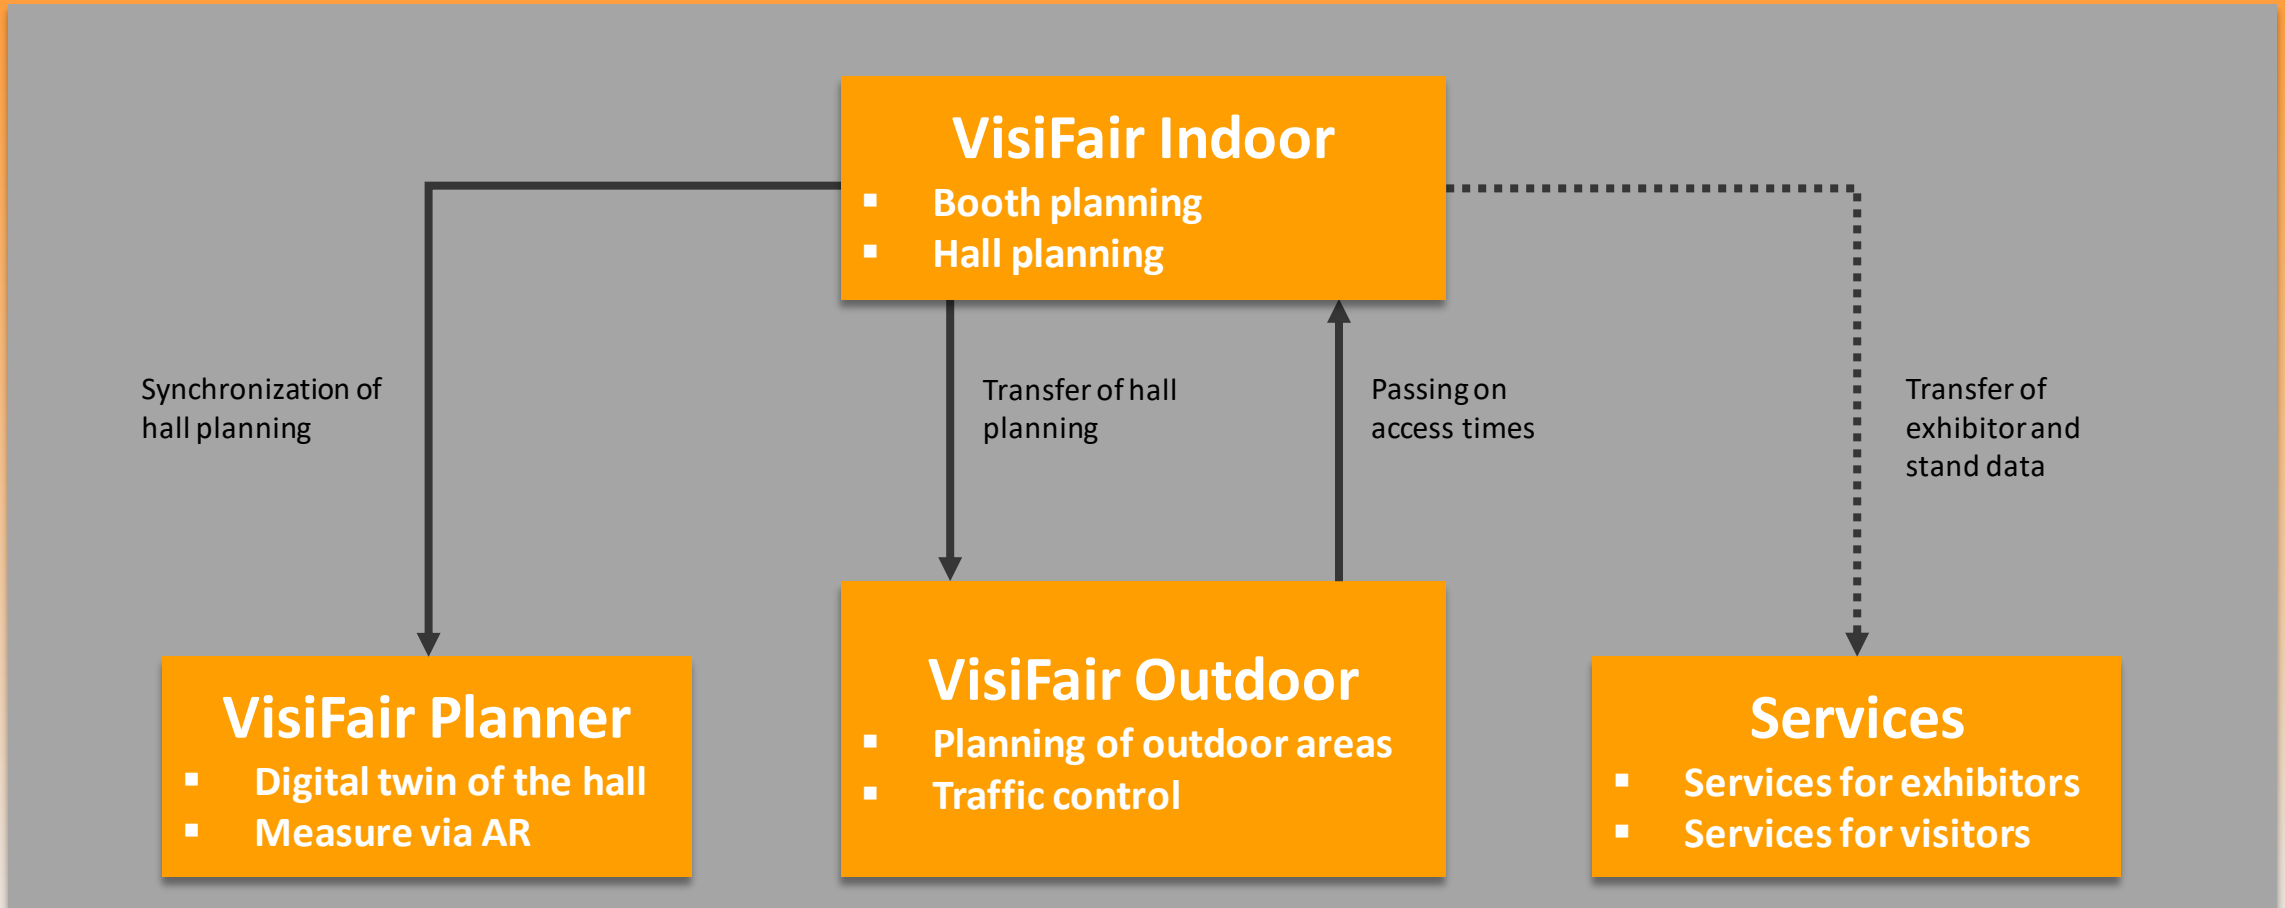 VisiFair Indoor
▪ Booth planning
▪ Hall planning
Synchronization of
hall planning
Transfer of hall
planning
Passing on
access times
Transfer of
exhibitor and
stand data
VisiFair Planner
▪ Digital twin of the hall
▪ Measure via AR
VisiFair Outdoor
▪ Planning of outdoor areas
▪ Traffic control
Services
▪ Services for exhibitors
▪ Services for visitors